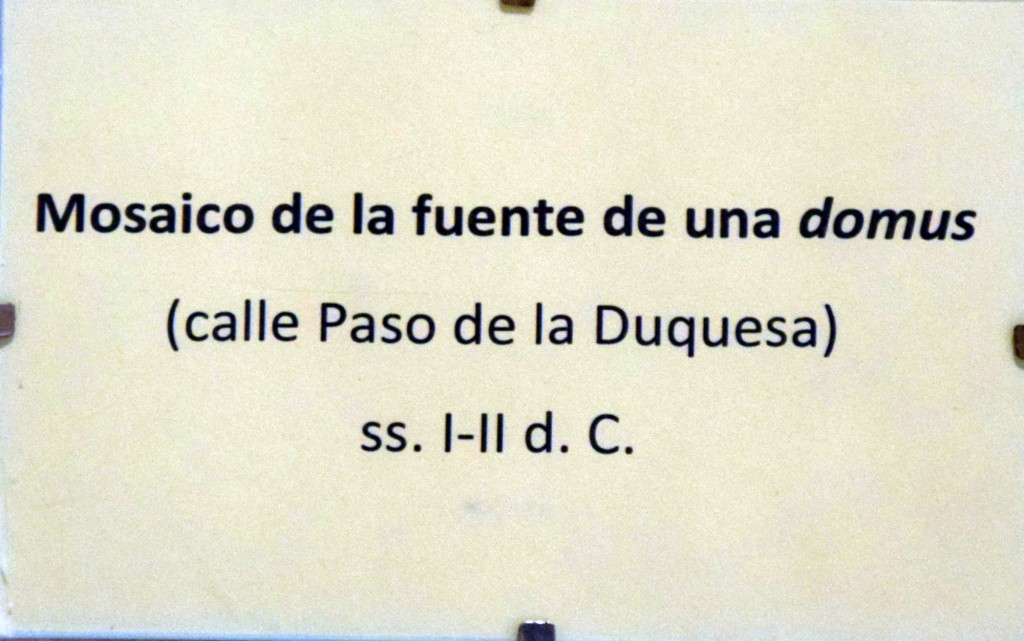 Mosaico de la fuente de una domus
(calle Paso de la Duquesa)
ss. I-II d. C.